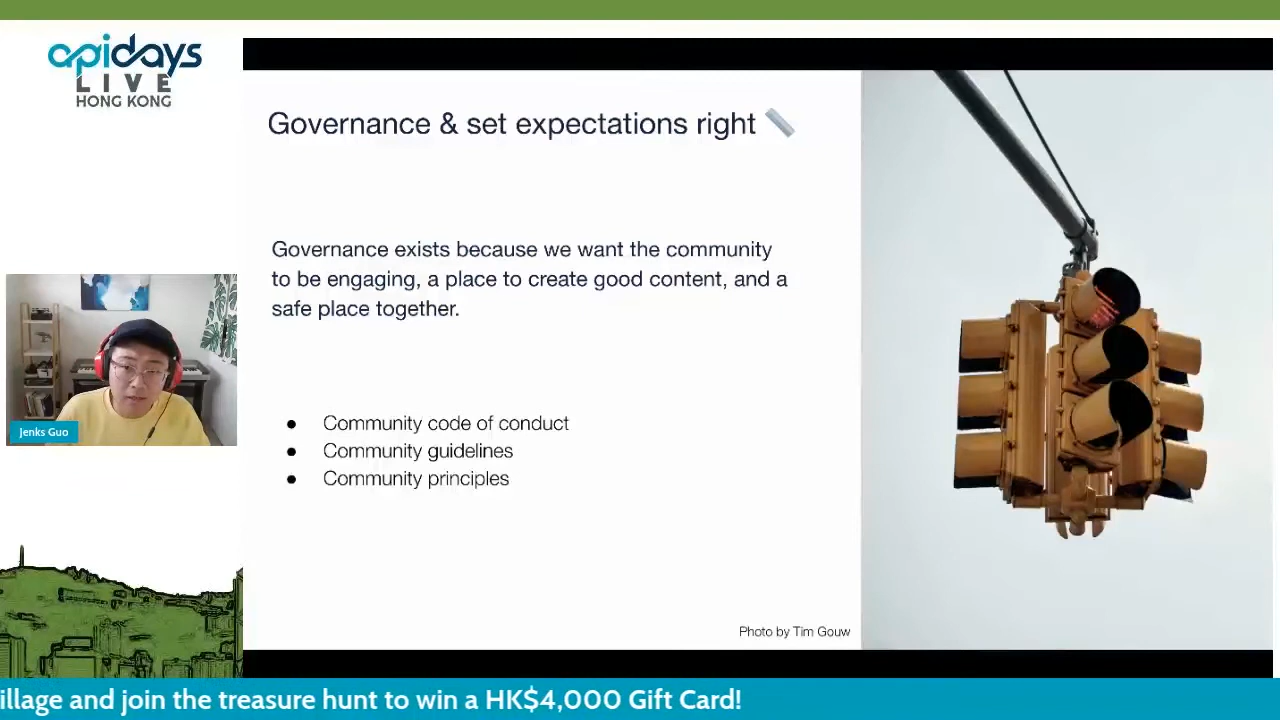 apidays
LIVE
HONG KONG
Governance & set expectations right
Governance exists because we want the community
to be engaging, a place to create good content, and a
safe place together.
● Community code of conduct
● Community guidelines
● Community principles
Jenks Guo
Photo by Tim Gouw
and join the treasure hunt to win a HK$4,000 Gift Card!